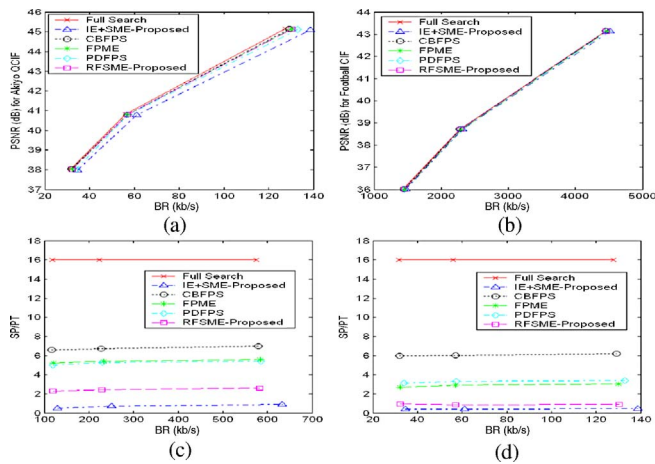 PSNR (dB) for Akiyo QCIF
46
45
44
43
42
41
40
39
38
37
Full Search
IE+SME-Proposed
CBFPS
FPME
PDFPS
RFSME-Proposed
20 40 60 80 100 120 140
BR (kb/s)
(a)
PSNR (dB) for Football CIF
44
43
42
41
40
39
38
37
36
Full Search
IE+SME-Proposed
CBFPS
FPME
PDFPS
RFSME-Proposed
1000 2000 3000 4000 5000
BR (kb/s)
(b)
SP/PT
18
16
14
12
10
8
6
4
2
0
Full Search
IE+SME-Proposed
CBFPS
FPME
PDFPS
RFSME-Proposed
100 200 300 400 500 600 700
BR (kb/s)
(c)
SP/PT
18
16
14
12
10
8
6
4
2
0
Full Search
IE+SME-Proposed
CBFPS
FPME
PDFPS
RFSME-Proposed
20 40 60 80 100 120 140
BR (kb/s)
(d)